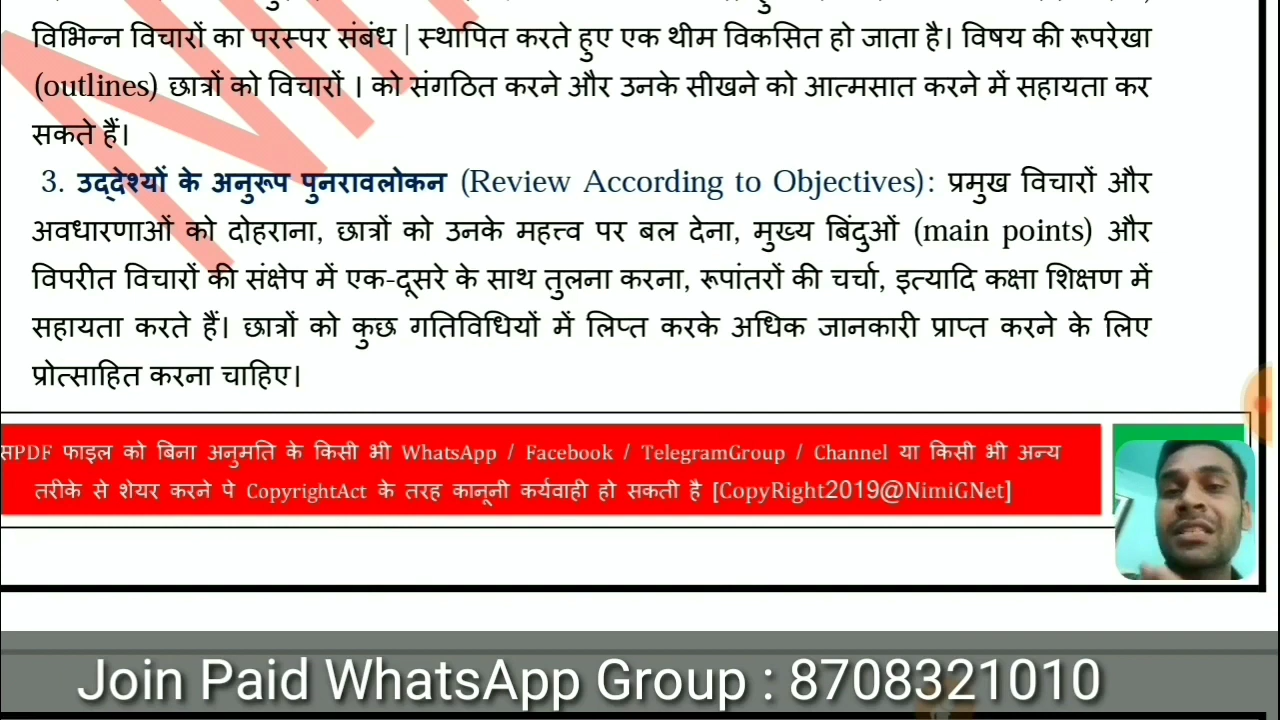 विभिन्न विचारों का परस्पर संबंध | स्थापित करते हुए एक थीम विकसित हो जाता है। विषय की रूपरेखा
(outlines) छात्रों को विचारों । को संगठित करने और उनके सीखने को आत्मसात करने में सहायता कर
सकते हैं।
3. उद्देश्यों के अनुरूप पुनरावलोकन (Review According to Objectives): प्रमुख विचारों और
अवधारणाओं को दोहराना, छात्रों को उनके महत्त्व पर बल देना, मुख्य बिंदुओं (main points) और
विपरीत विचारों की संक्षेप में एक-दूसरे के साथ तुलना करना, रूपांतरों की चर्चा, इत्यादि कक्षा शिक्षण में
सहायता करते हैं। छात्रों को कुछ गतिविधियों में लिप्त करके अधिक जानकारी प्राप्त करने के लिए
प्रोत्साहित करना चाहिए।
सPDF फाइल को बिना अनुमति के किसी भी WhatsApp / Facebook / TelegramGroup / Channel या किसी भी अन्य
तरीके से शेयर करने पे CopyrightAct के तरह कानूनी कर्यवाही हो सकती है [CopyRight2019@NimiGNet]
Join Paid WhatsApp Group : 8708321010